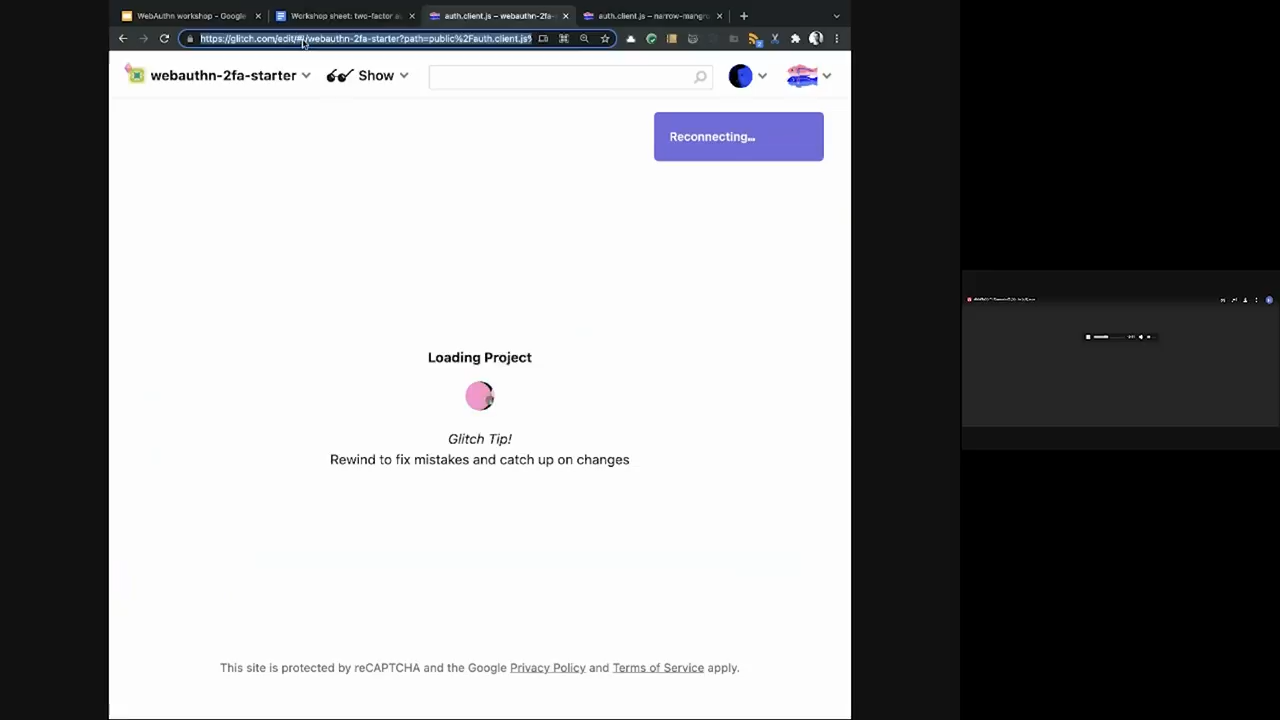 WebAuthn workshop - Google
Workshop sheet: two-factor a
auth.client.js – webauthn-2fa-
auth.client.js – narrow-mangro
https://glitch.com/edit/#!/webauthn-2fa-starter?path=public%2Fauth.client.js%
webauthn-2fa-starter
Show
Reconnecting…
Loading Project
Glitch Tip!
Rewind to fix mistakes and catch up on changes
This site is protected by reCAPTCHA and the Google Privacy Policy and Terms of Service apply.